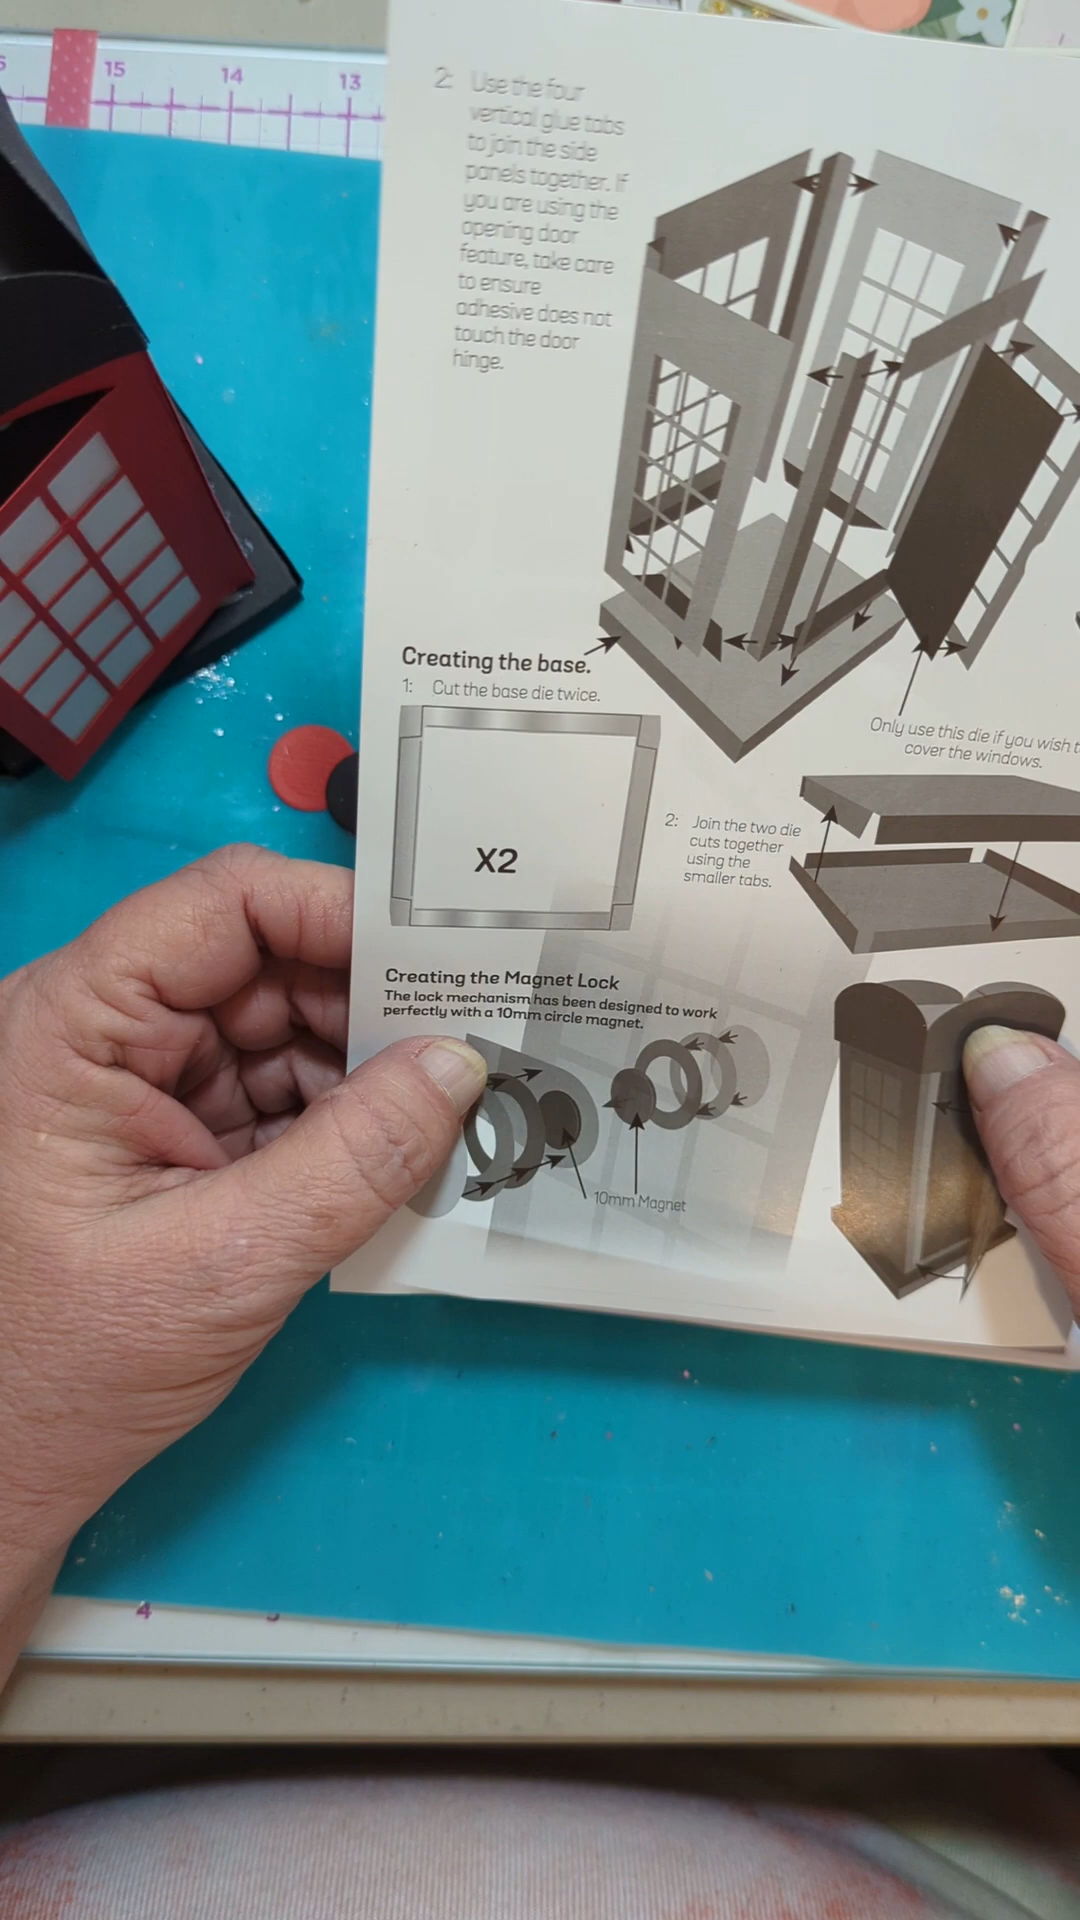 15
14
13
2: Use the four
vertical glue tabs
to join the side
panels together. If
you are using the
opening door
feature, take care
to ensure
adhesive does not
touch the door
hinge.
Creating the base.
1: Cut the base die twice.
X2
Only use this die if you wish t
cover the windows.
2: Join the two die
cuts together
using the
smaller tabs.
Creating the Magnet Lock
The lock mechanism has been designed to work
perfectly with a 10mm circle magnet.
10mm Magnet
4